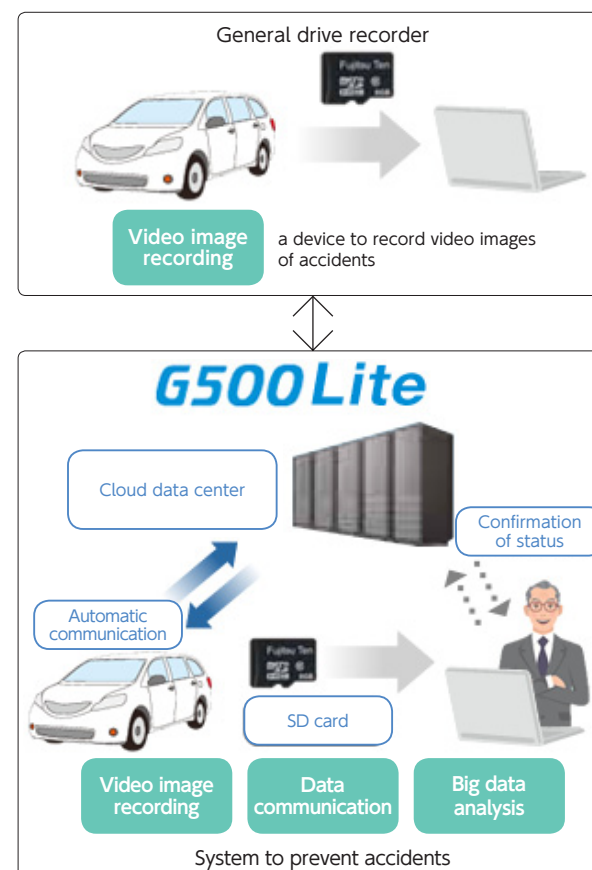 General drive recorder
Fujitsu Ten
Video image
recording
a device to record video images
of accidents
G500Lite
Cloud data center
Confirmation
of status
Automatic
communication
Fujitsu Ten
SD card
Video image
recording
Data
communication
Big data
analysis
System to prevent accidents